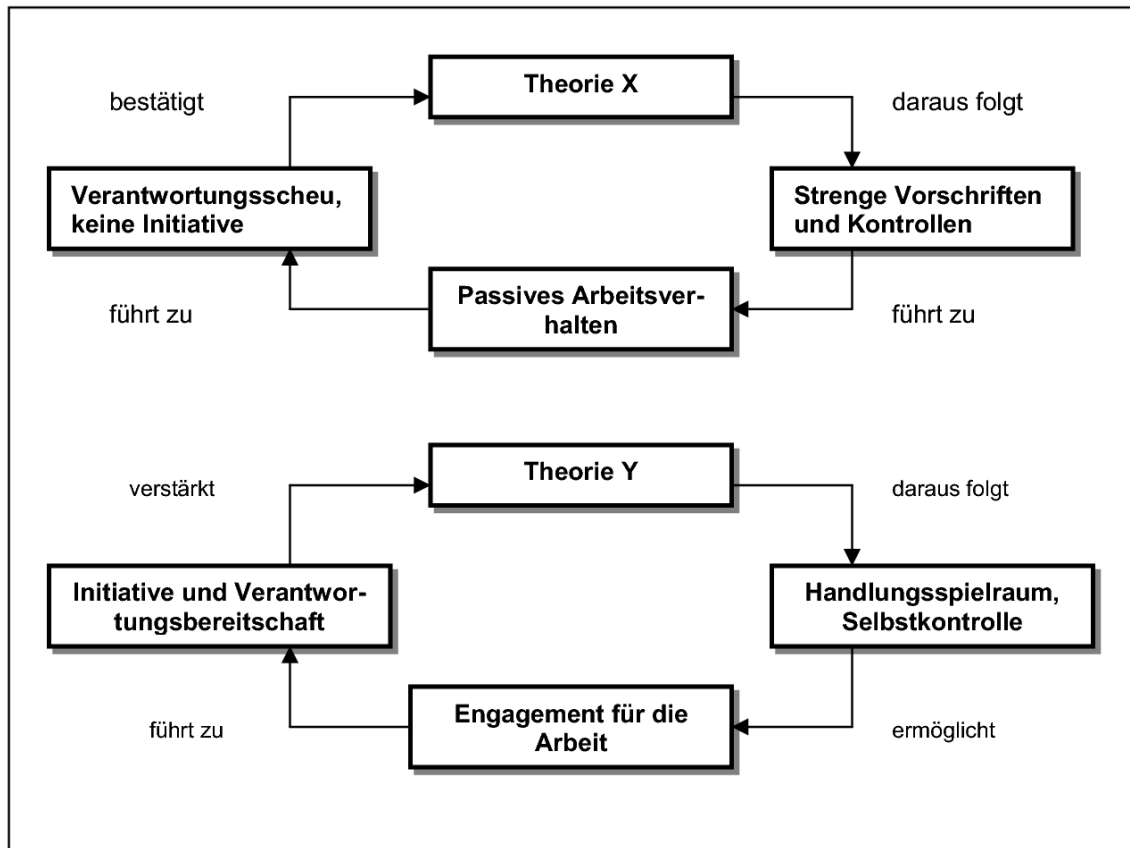 Theorie X
bestätigt
daraus folgt
Verantwortungsscheu,
keine Initiative
Strenge Vorschriften
und Kontrollen
Passives Arbeitsver-
halten
führt zu
führt zu
Theorie Y
verstärkt
daraus folgt
Initiative und Verantwor-
tungsbereitschaft
Handlungsspielraum,
Selbstkontrolle
Engagement für die
Arbeit
führt zu
ermöglicht